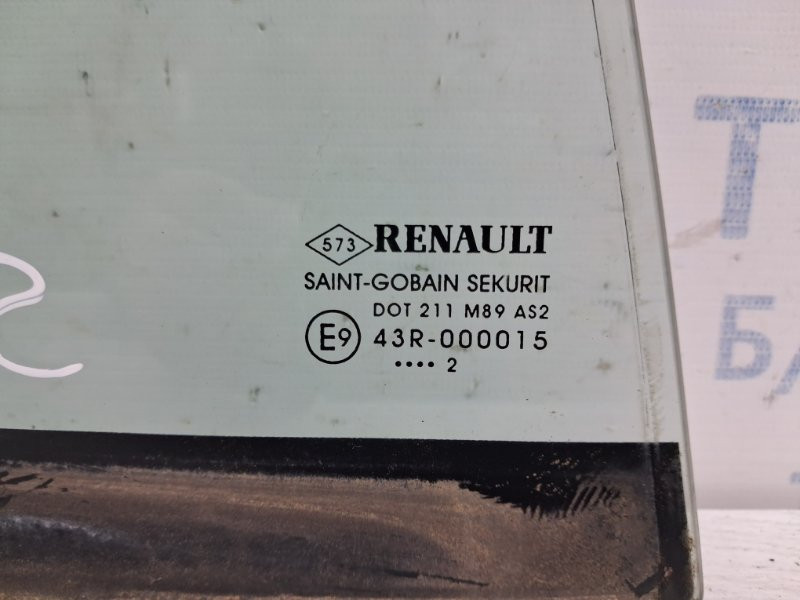 573 RENAULT
SAINT-GOBAIN SEKURIT
DOT 211 M89 AS2
E9 43R-000015
•••• 2